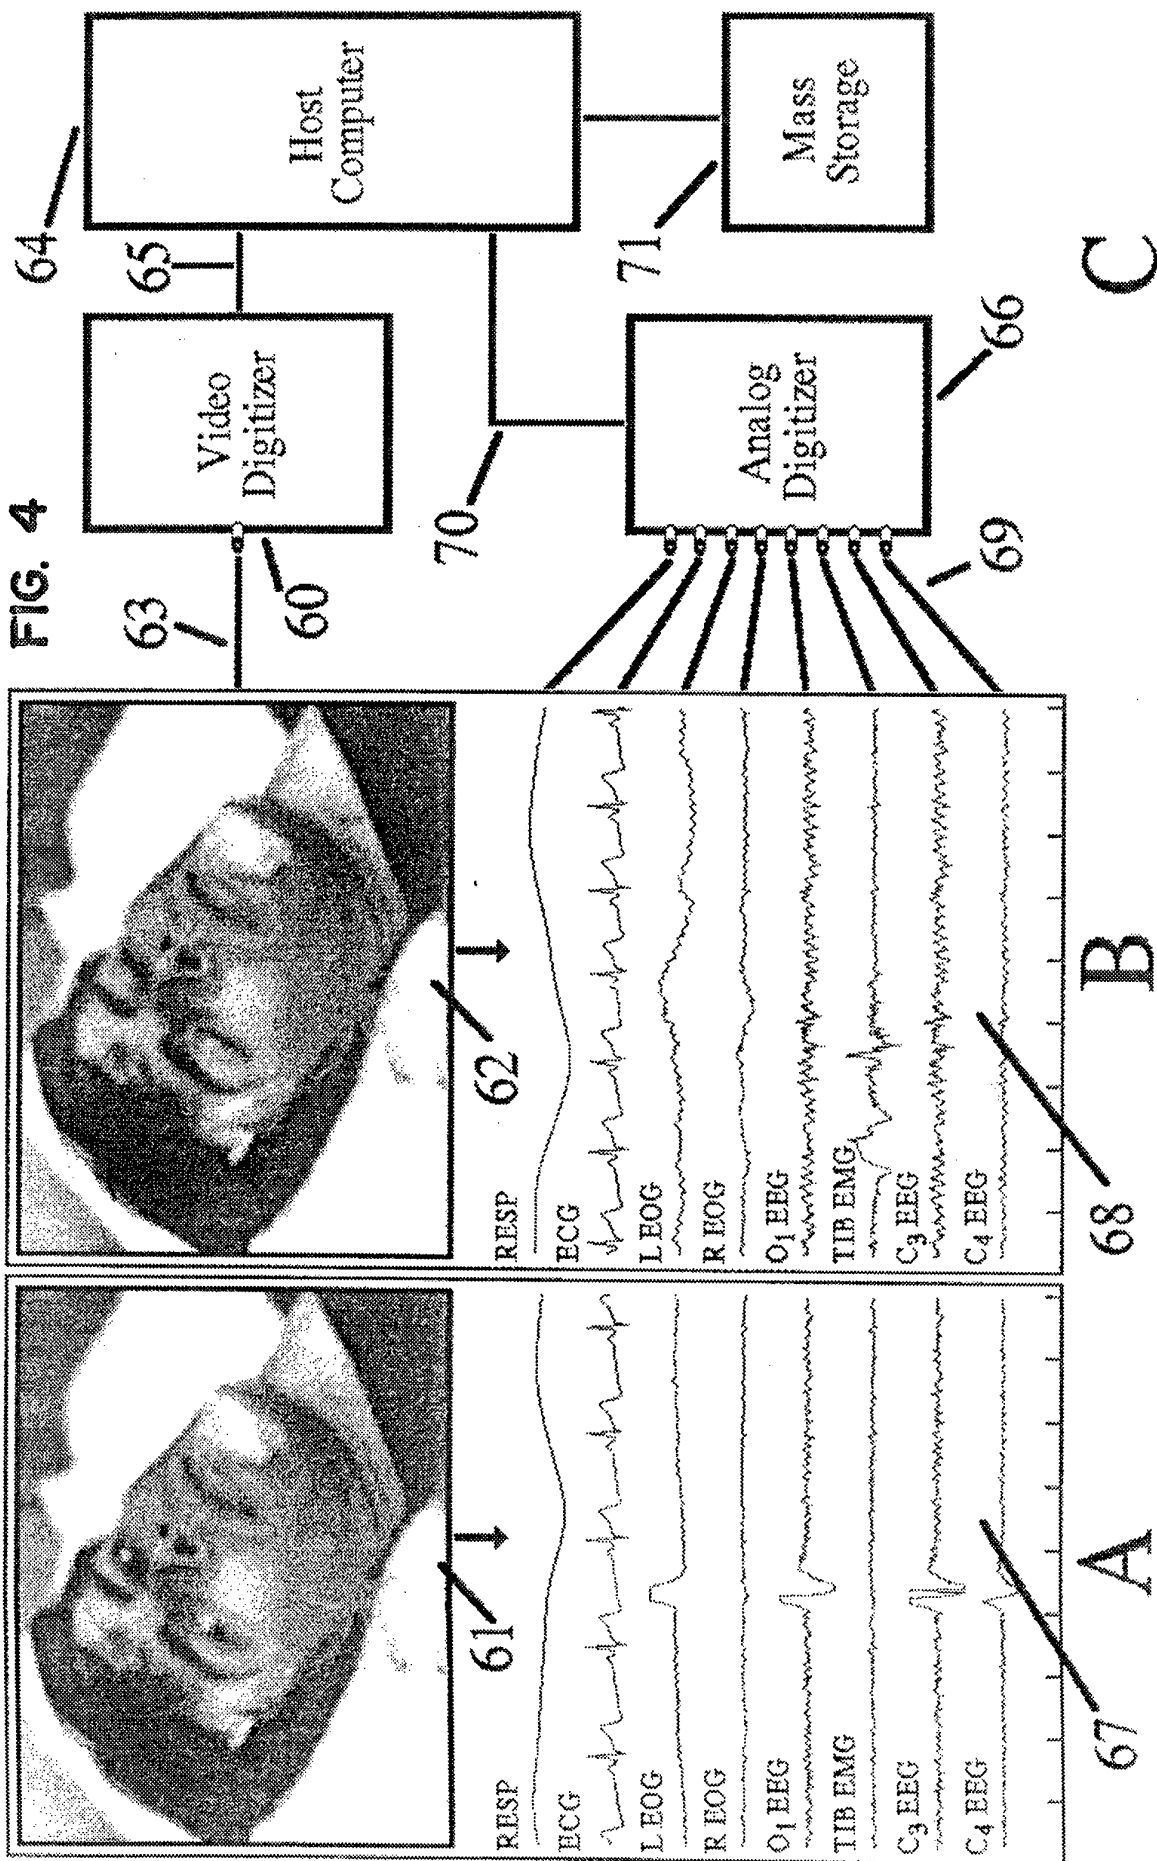 FIG. 4
RESP
ECG
L EOG
R EOG
O1 EEG
TIB EMG
C3 EEG
C4 EEG
61
67
A
RESP
ECG
L EOG
R EOG
O1 EEG
TIB EMG
C3 EEG
C4 EEG
62
68
B
63
60
Video
Digitizer
65
64
Host
Computer
70
69
Analog
Digitizer
66
71
Mass
Storage
C